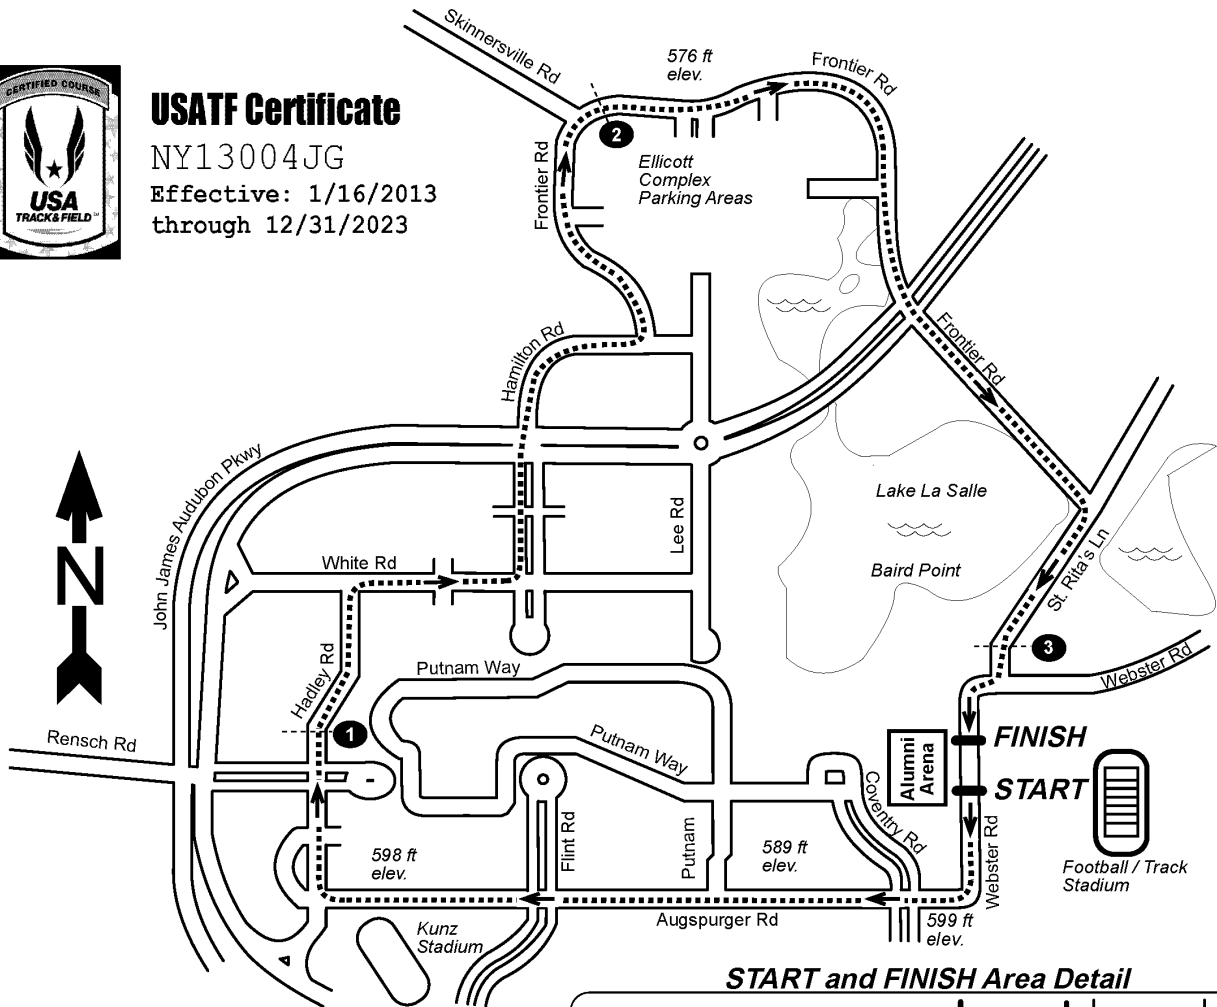 Skinnersville Rd
576 ft
elev.
Frontier Rd
CERTIFIED COURSE
USA
TRACK & FIELD
USATF Certificate
NY13004JG
Effective: 1/16/2013
through 12/31/2023
2
Frontier Rd
Ellicott
Complex
Parking Areas
Hamilton Rd
Frontier Rd
John James Audubon Pkwy
Lake La Salle
Lee Rd
N
White Rd
Baird Point
St. Rita's Ln
3
Hadley Rd
Putnam Way
Webster Rd
1
Rensch Rd
Putnam Way
Alumni
Arena
FINISH
START
Coventry Rd
Flint Rd
Putnam
598 ft
elev.
589 ft
elev.
Webster Rd
Football / Track
Stadium
Augspurger Rd
599 ft
elev.
Kunz
Stadium
START and FINISH Area Detail